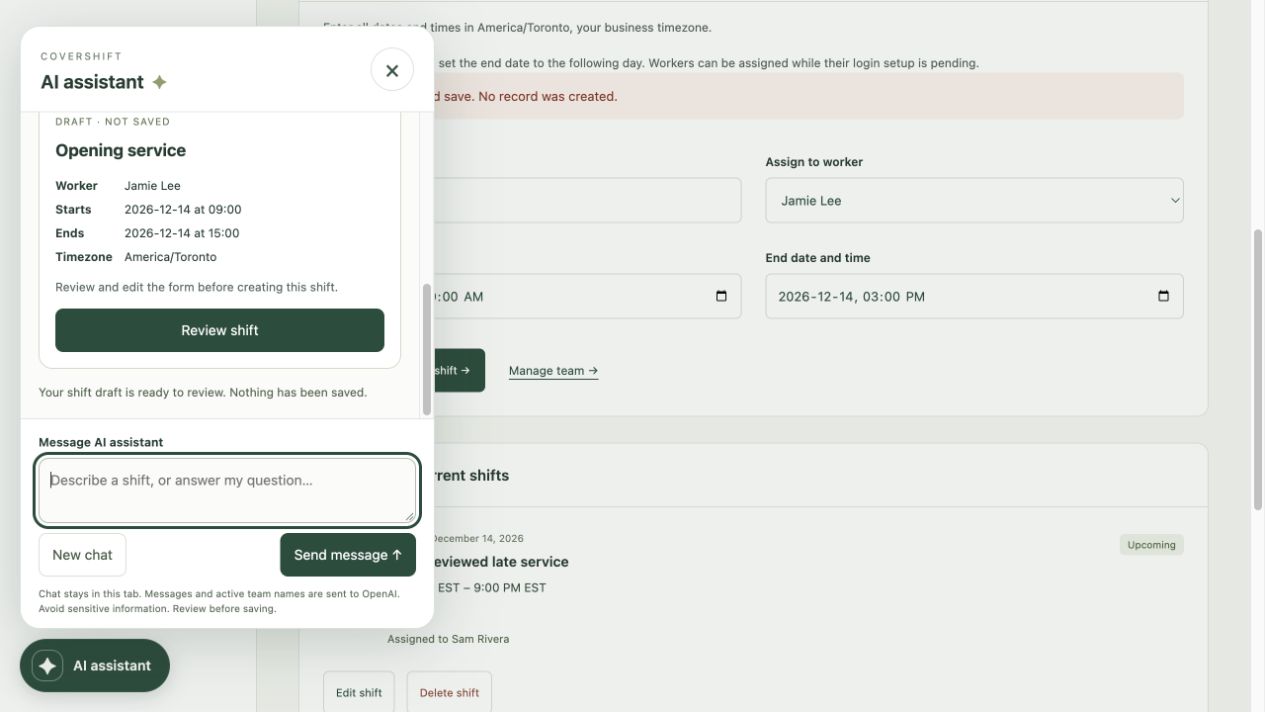 COVERSHIFT
AI assistant
DRAFT · NOT SAVED
Opening service
Worker Jamie Lee
Starts 2026-12-14 at 09:00
Ends 2026-12-14 at 15:00
Timezone America/Toronto
Review and edit the form before creating this shift.
Review shift
Your shift draft is ready to review. Nothing has been saved.
Message AI assistant
Describe a shift, or answer my question...
New chat
Send message ↑
Chat stays in this tab. Messages and active team names are sent to OpenAI.
Avoid sensitive information. Review before saving.
AI assistant
times in America/Toronto, your business timezone.
set the end date to the following day. Workers can be assigned while their login setup is pending.
save. No record was created.
Assign to worker
Jamie Lee
End date and time
:00 AM
2026-12-14, 03:00 PM
shift →
Manage team →
shifts
December 14, 2026
late service
EST – 9:00 PM EST
Upcoming
Assigned to Sam Rivera
Edit shift
Delete shift